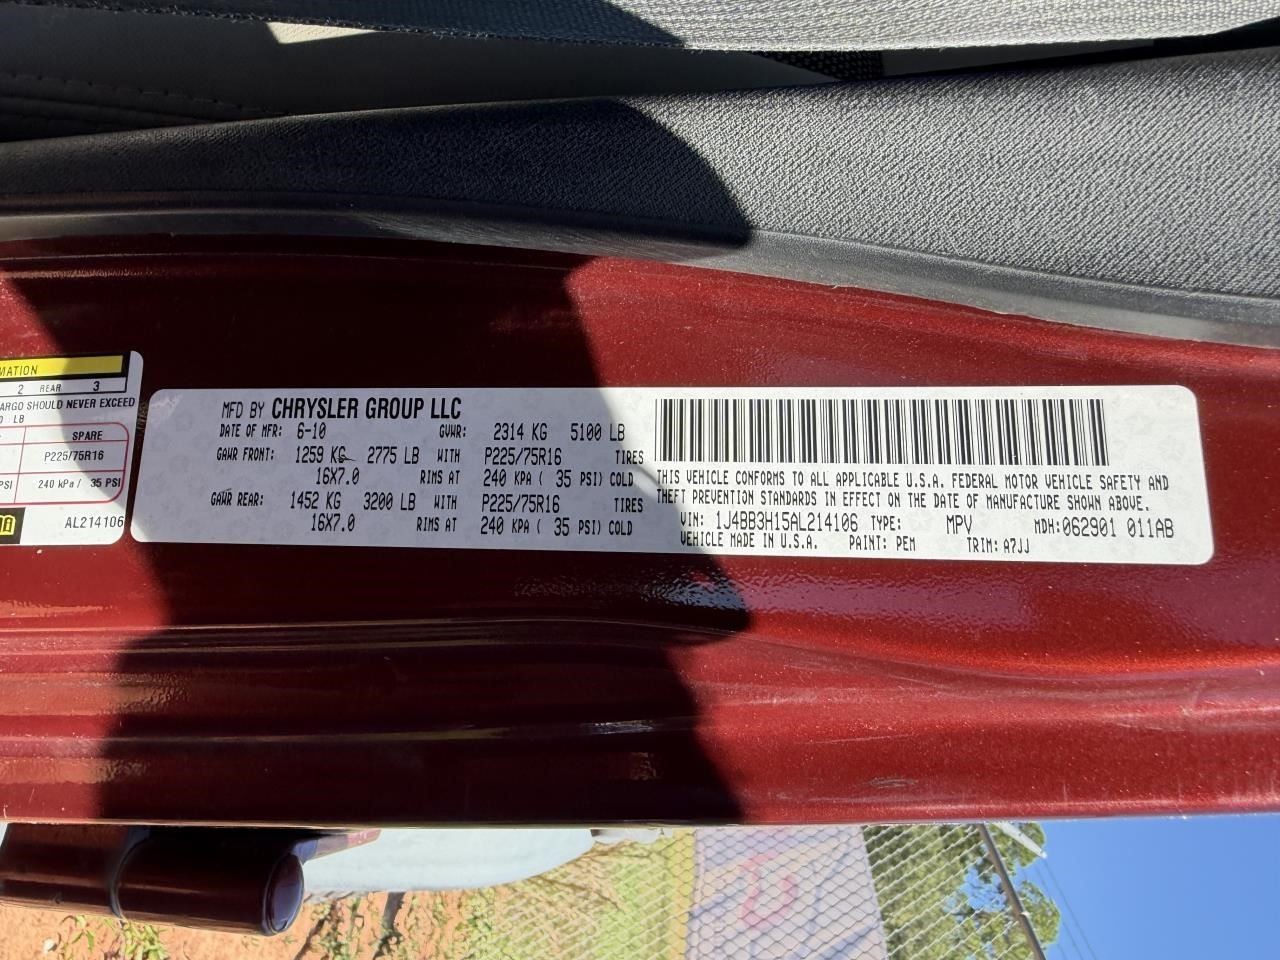 MATION
2 REAR 3
ARGO SHOULD NEVER EXCEED
LB
SPARE
P225/75R16
PSI 240 kPa / 35 PSI
AL214106
MFD BY CHRYSLER GROUP LLC
DATE OF MFR: 6-10 GVWR: 2314 KG 5100 LB
GAWR FRONT: 1259 KG 2775 LB WITH P225/75R16 TIRES
16X7.0 RIMS AT 240 KPA ( 35 PSI) COLD
GAWR REAR: 1452 KG 3200 LB WITH P225/75R16 TIRES
16X7.0 RIMS AT 240 KPA ( 35 PSI) COLD
THIS VEHICLE CONFORMS TO ALL APPLICABLE U.S.A. FEDERAL MOTOR VEHICLE SAFETY AND
THEFT PREVENTION STANDARDS IN EFFECT ON THE DATE OF MANUFACTURE SHOWN ABOVE.
VIN: 1J4BB3H15AL214106 TYPE: MPV MDH:062901 011AB
VEHICLE MADE IN U.S.A. PAINT: PEM TRIM: A7JJ